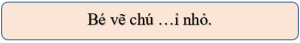 Bé vẽ chú …ỉ nhỏ.